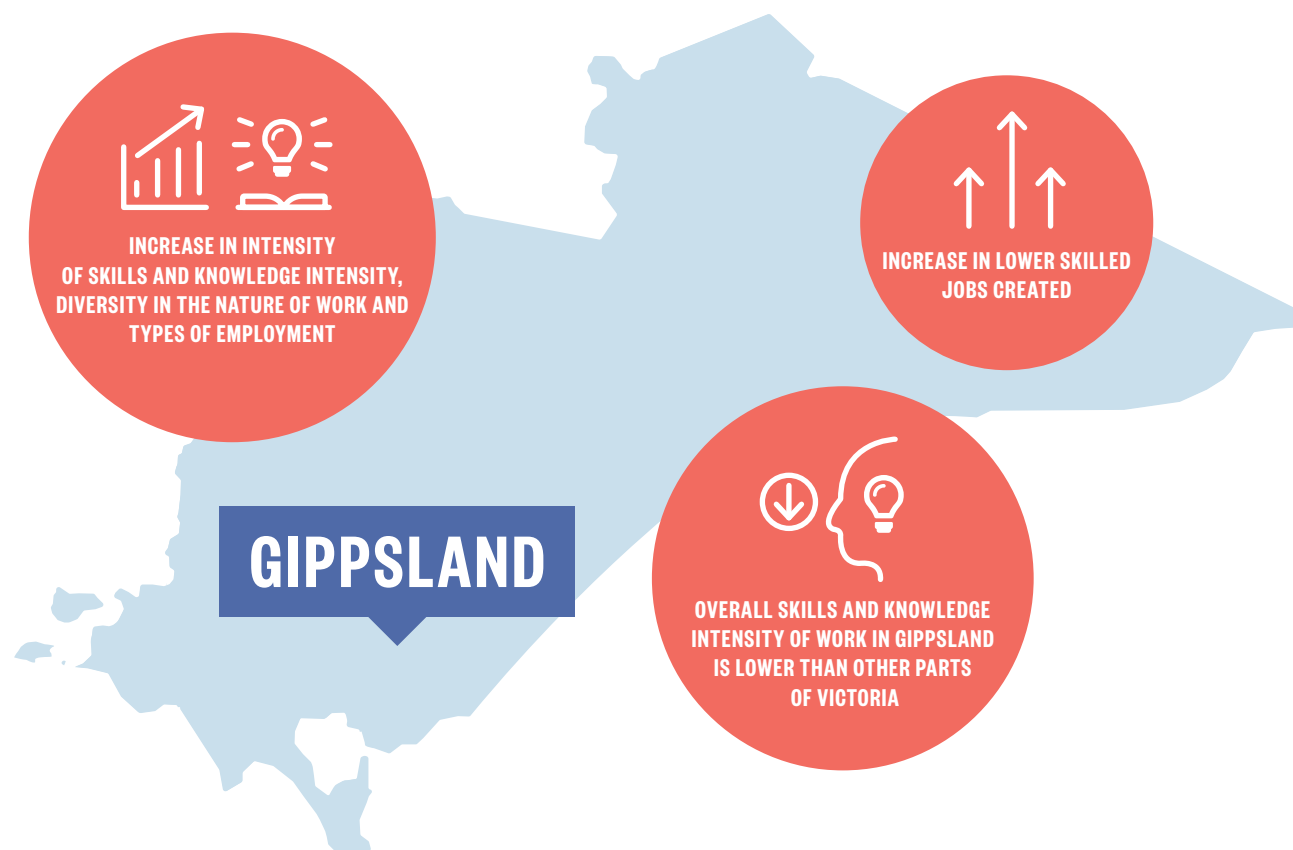 INCREASE IN INTENSITY
OF SKILLS AND KNOWLEDGE INTENSITY,
DIVERSITY IN THE NATURE OF WORK AND
TYPES OF EMPLOYMENT
INCREASE IN LOWER SKILLED
JOBS CREATED
GIPPSLAND
OVERALL SKILLS AND KNOWLEDGE
INTENSITY OF WORK IN GIPPSLAND
IS LOWER THAN OTHER PARTS
OF VICTORIA